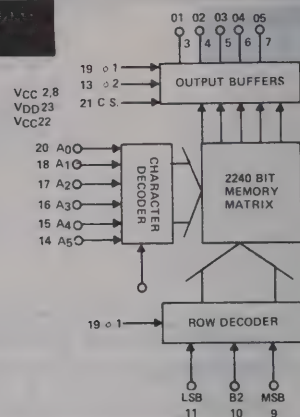 01 02 03 04 05
3 4 5 6 7
19 ϕ 1
13 ϕ 2
21 C S.
OUTPUT BUFFERS
VCC 2,8
VDD 23
VCC 22
20 A0
18 A1
17 A2
16 A3
15 A4
14 A5
CHARACTER
DECODER
2240 BIT
MEMORY
MATRIX
19 ϕ 1
ROW DECODER
LSB B2 MSB
11 10 9